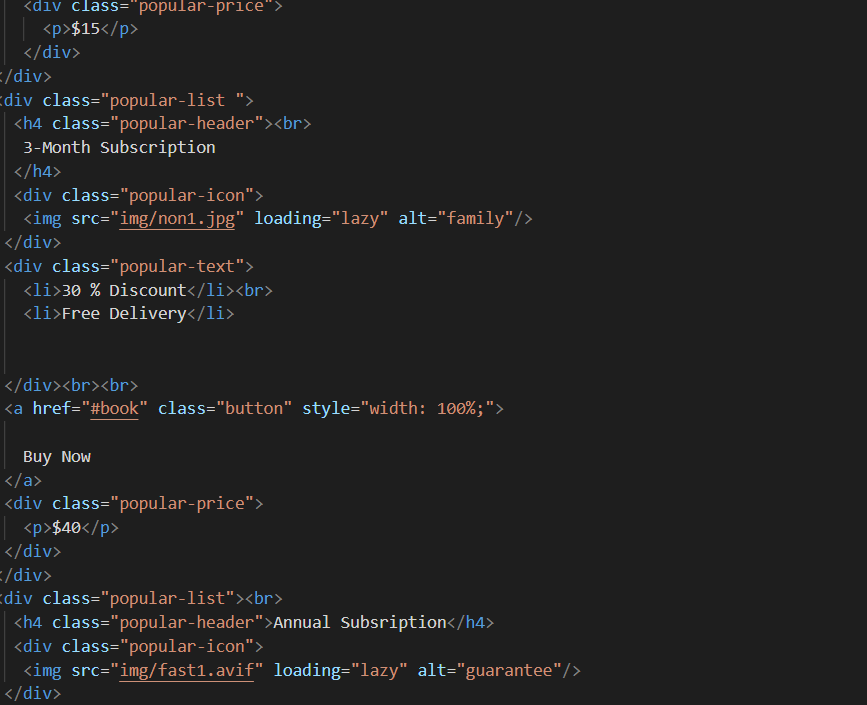 <div class="popular-price">
<p>$15</p>
</div>
/div>
div class="popular-list ">
<h4 class="popular-header"><br>
3-Month Subscription
</h4>
<div class="popular-icon">
<img src="img/non1.jpg" loading="lazy" alt="family"/>
</div>
<div class="popular-text">
<li>30 % Discount</li><br>
<li>Free Delivery</li>
</div><br><br>
<a href="#book" class="button" style="width: 100%;">
Buy Now
</a>
<div class="popular-price">
<p>$40</p>
</div>
/div>
div class="popular-list"><br>
<h4 class="popular-header">Annual Subsription</h4>
<div class="popular-icon">
<img src="img/fast1.avif" loading="lazy" alt="guarantee"/>
</div>